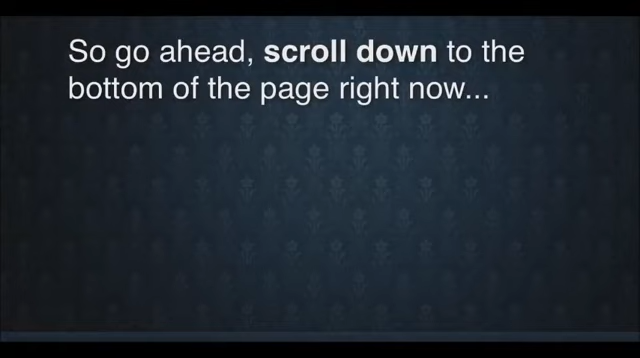 So go ahead, scroll down to the
bottom of the page right now...